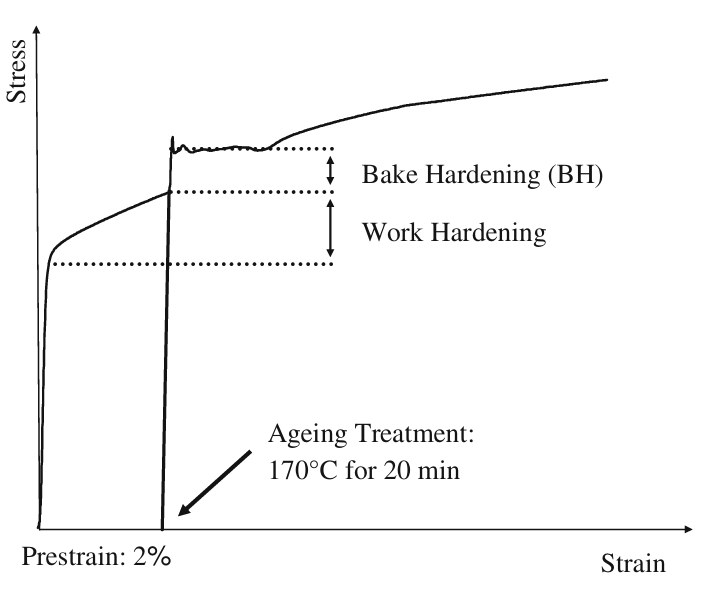 Stress
Bake Hardening (BH)
Work Hardening
Ageing Treatment:
170°C for 20 min
Prestrain: 2%
Strain